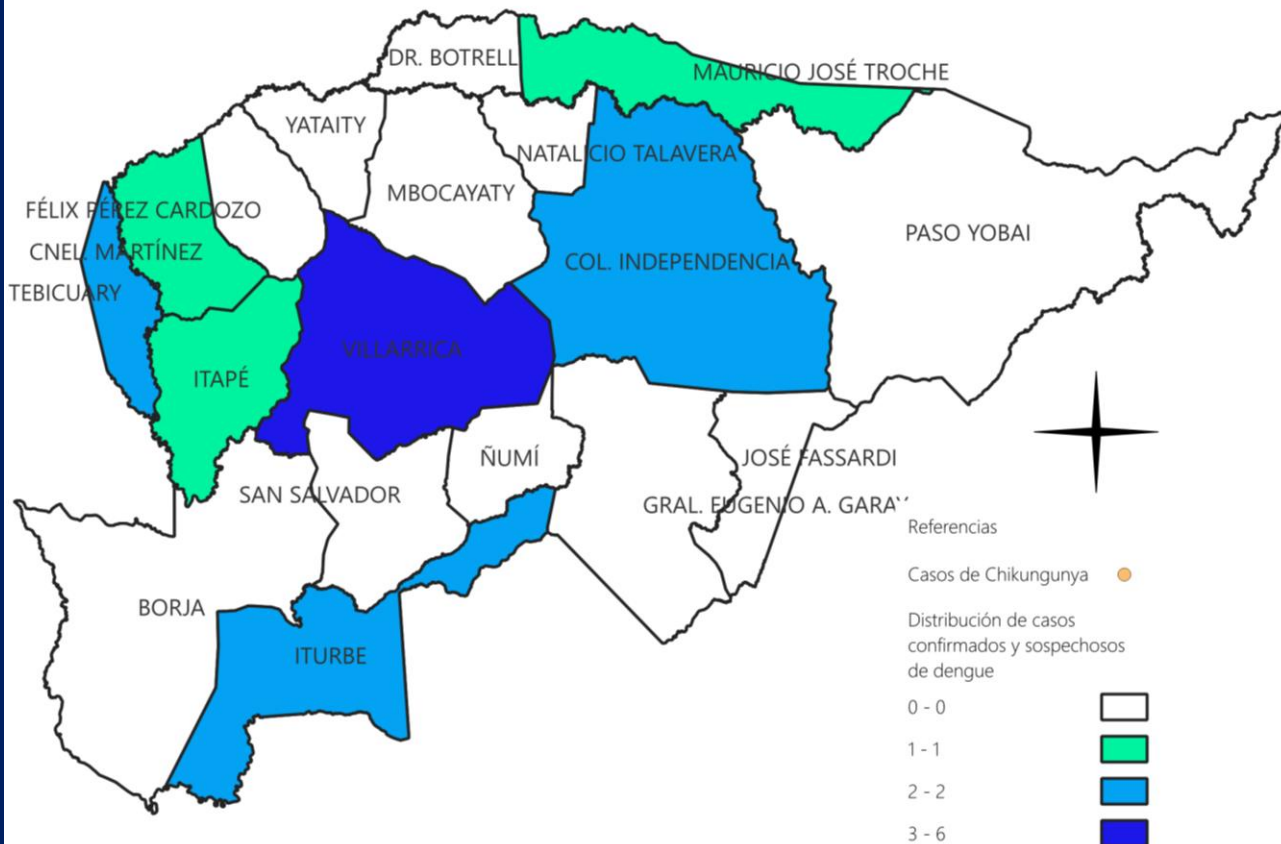 DR. BOTRELL
MAURICIO JOSÉ TROCHE
YATAITY
NATALICIO TALAVERA
MBOCAYATY
FÉLIX PÉREZ CARDOZO
PASO YOBAI
CNEL. MARTÍNEZ
COL. INDEPENDENCIA
TEBICUARY
VILLARRICA
ITAPÉ
ÑUMÍ
JOSÉ FASSARDI
SAN SALVADOR
GRAL. EUGENIO A. GARAY
Referencias
Casos de Chikungunya
Distribución de casos
confirmados y sospechosos
de dengue
BORJA
ITURBE
0 - 0
1 - 1
2 - 2
3 - 6